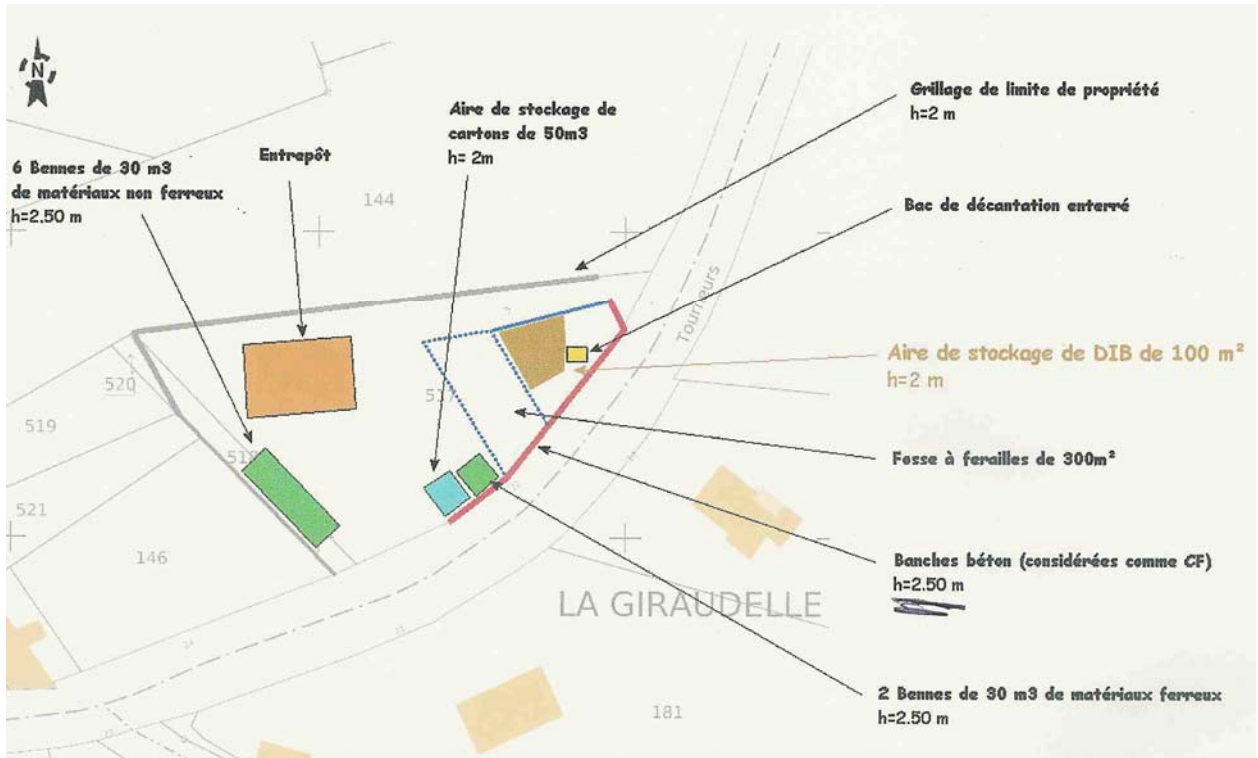 N
Grillage de limite de propriété
h=2 m
Aire de stockage de
cartons de 50m3
h= 2m
Entrepôt
6 Bennes de 30 m3
de matériaux non ferreux
h=2.50 m
144
Bac de décantation enterré
Tourneurs
Aire de stockage de DIB de 100 m²
h=2 m
520
517
519
518
Fosse à ferailles de 300m²
521
146
Banches béton (considérées comme CF)
h=2.50 m
LA GIRAUDELLE
2 Bennes de 30 m3 de matériaux ferreux
h=2.50 m
181